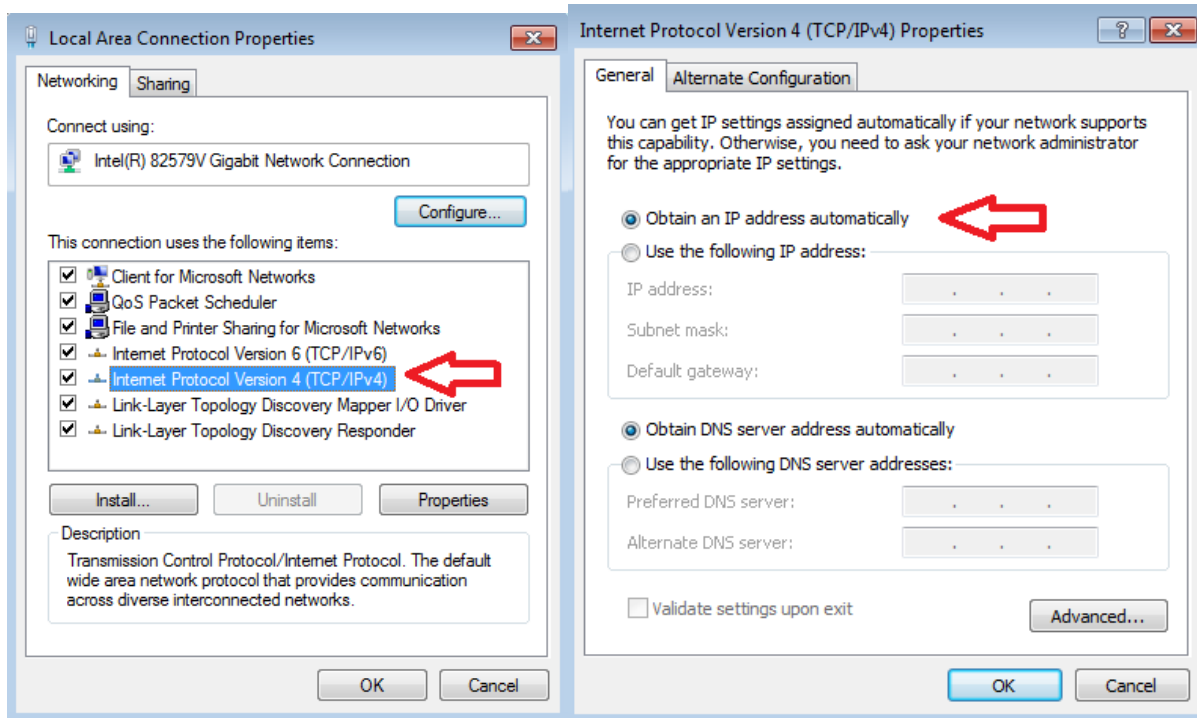 Local Area Connection Properties
Networking
Sharing
Connect using:
Intel(R) 82579V Gigabit Network Connection
Configure...
This connection uses the following items:
Client for Microsoft Networks
QoS Packet Scheduler
File and Printer Sharing for Microsoft Networks
Internet Protocol Version 6 (TCP/IPv6)
Internet Protocol Version 4 (TCP/IPv4)
Link-Layer Topology Discovery Mapper I/O Driver
Link-Layer Topology Discovery Responder
Install...
Uninstall
Properties
Description
Transmission Control Protocol/Internet Protocol. The default
wide area network protocol that provides communication
across diverse interconnected networks.
OK
Cancel
Internet Protocol Version 4 (TCP/IPv4) Properties
General
Alternate Configuration
You can get IP settings assigned automatically if your network supports
this capability. Otherwise, you need to ask your network administrator
for the appropriate IP settings.
Obtain an IP address automatically
Use the following IP address:
IP address:
Subnet mask:
Default gateway:
Obtain DNS server address automatically
Use the following DNS server addresses:
Preferred DNS server:
Alternate DNS server:
Validate settings upon exit
Advanced...
OK
Cancel